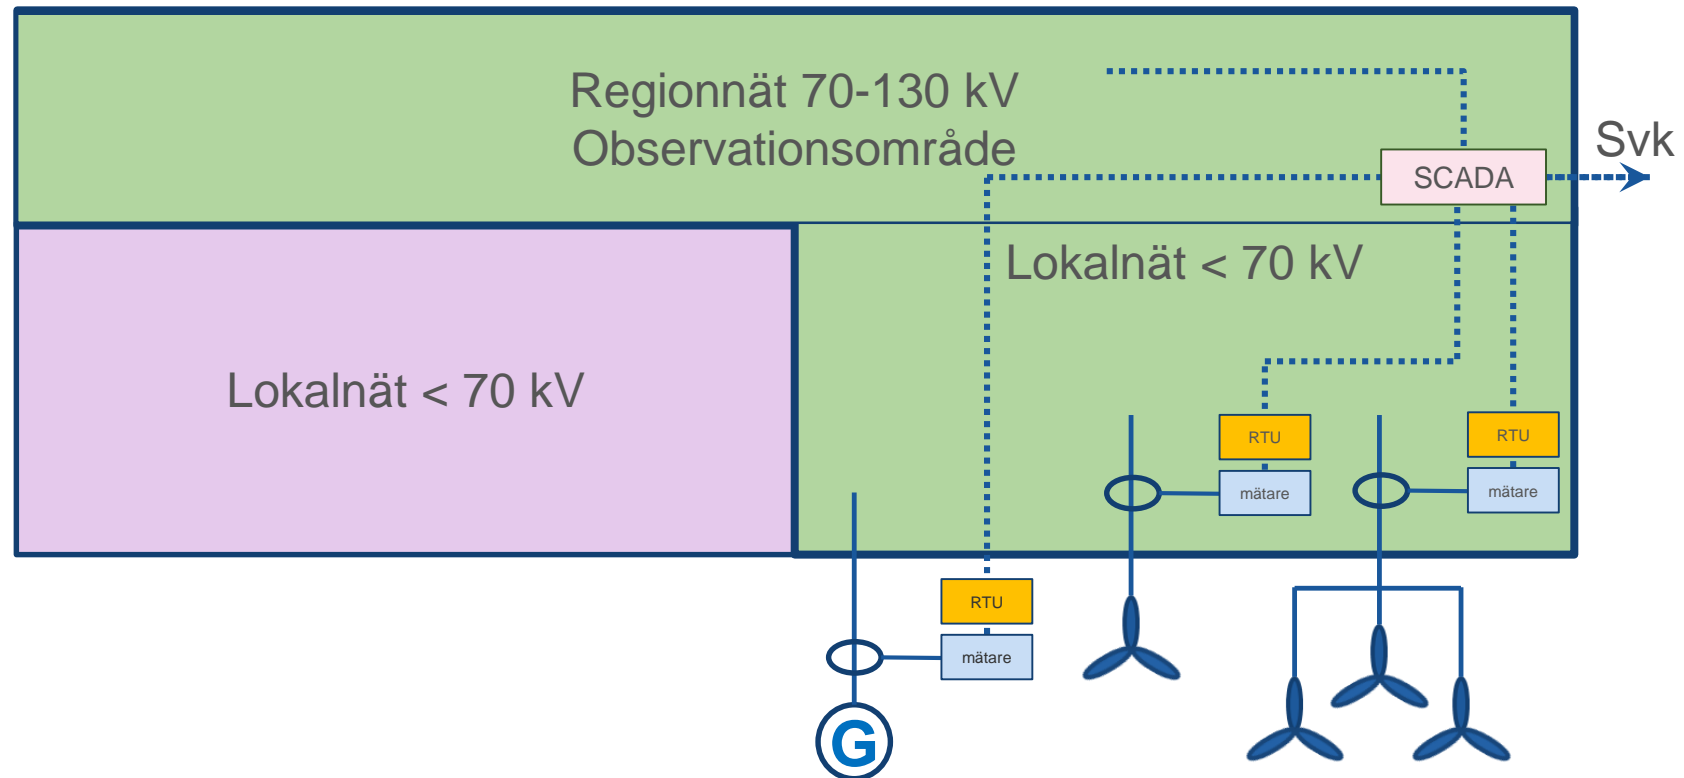 Regionnät 70-130 kV
Observationsområde
Svk
SCADA
Lokalnät < 70 kV
Lokalnät < 70 kV
RTU
RTU
mätare
mätare
RTU
mätare
G